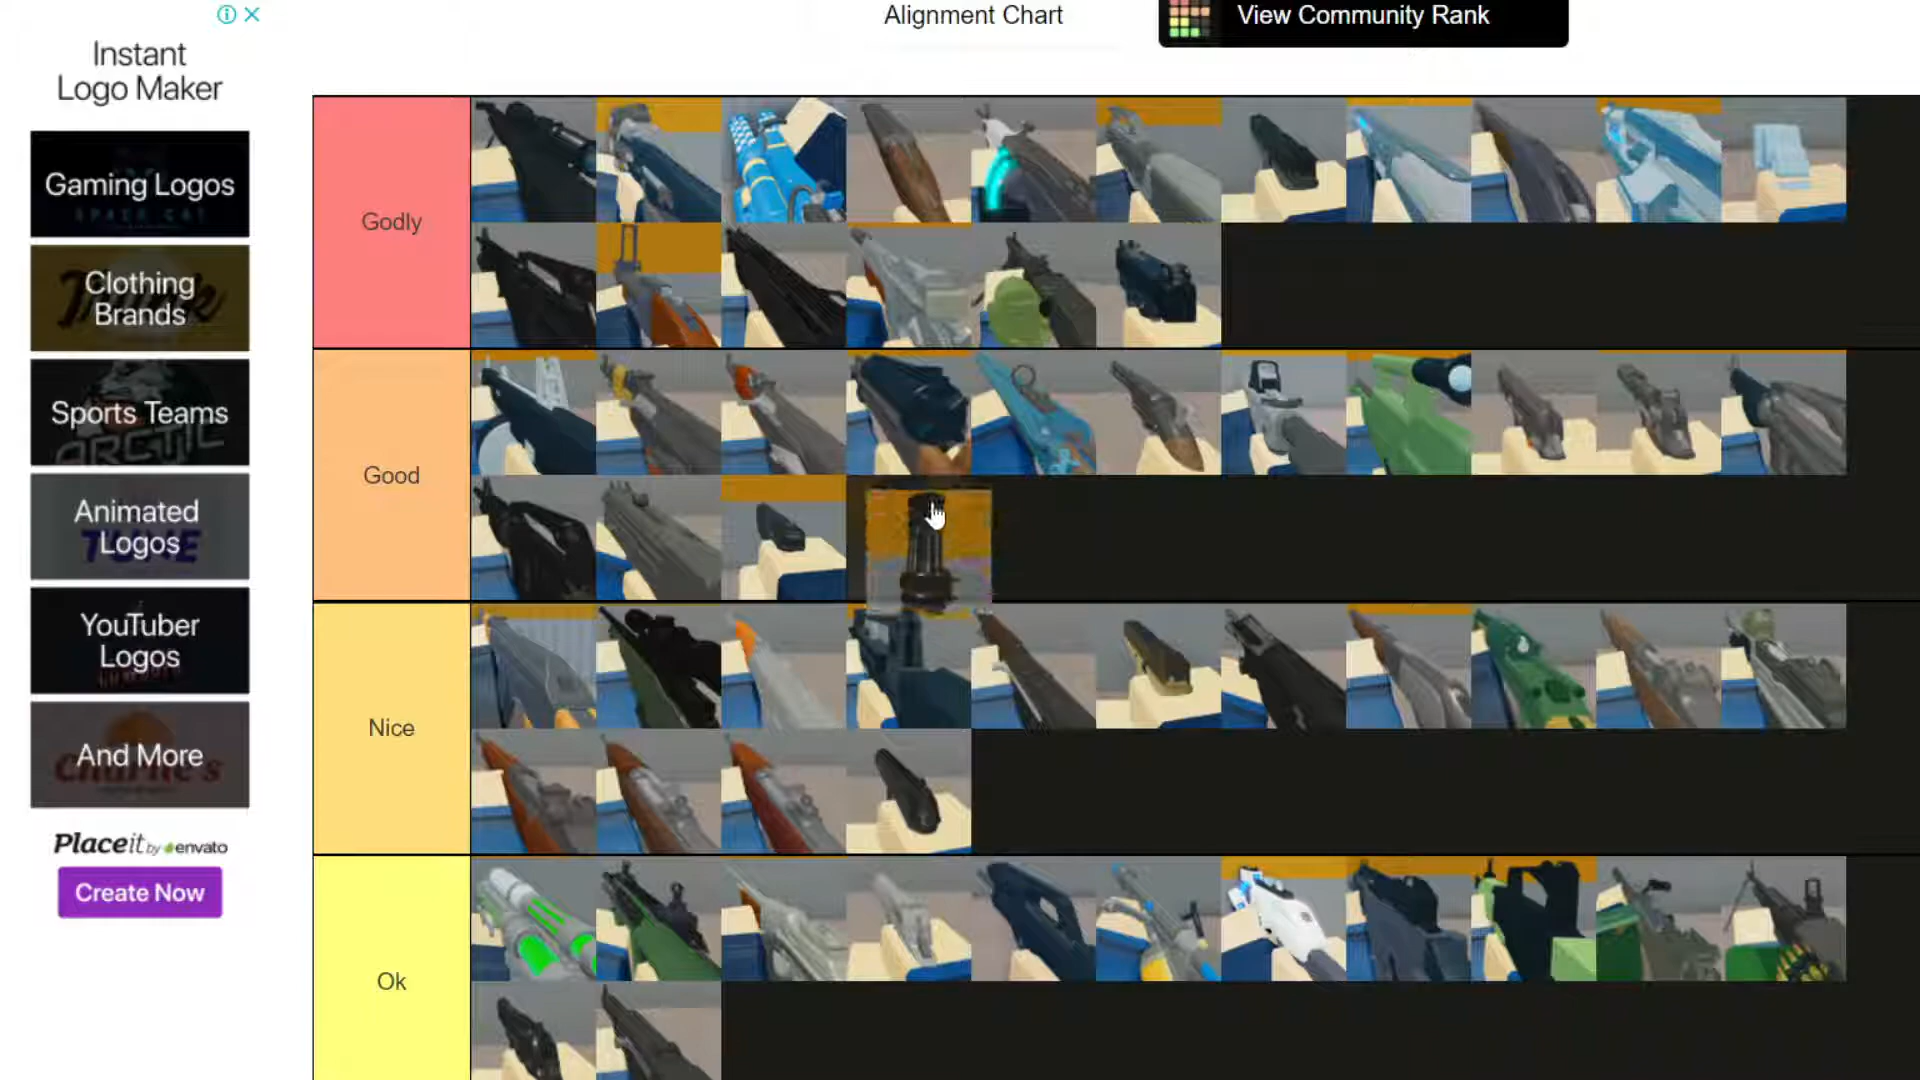 Alignment Chart
View Community Rank
Instant
Logo Maker
Gaming Logos
Clothing
Brands
Sports Teams
ARCTIC
Animated
Logos
YouTuber
Logos
And More
Placeit by envato
Create Now
Godly
Good
Nice
Ok